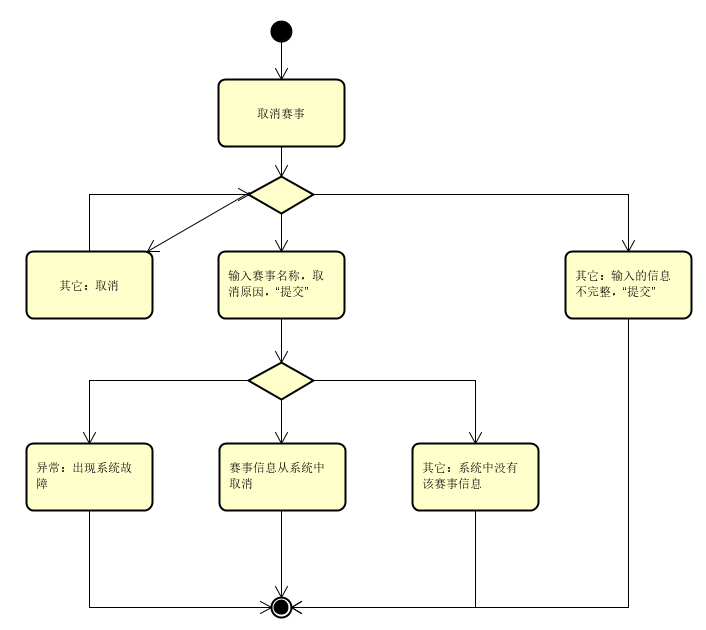 取消赛事
其它：取消
输入赛事名称，取
消原因，“提交”
其它：输入的信息
不完整，“提交”
异常：出现系统故
障
赛事信息从系统中
取消
其它：系统中没有
该赛事信息